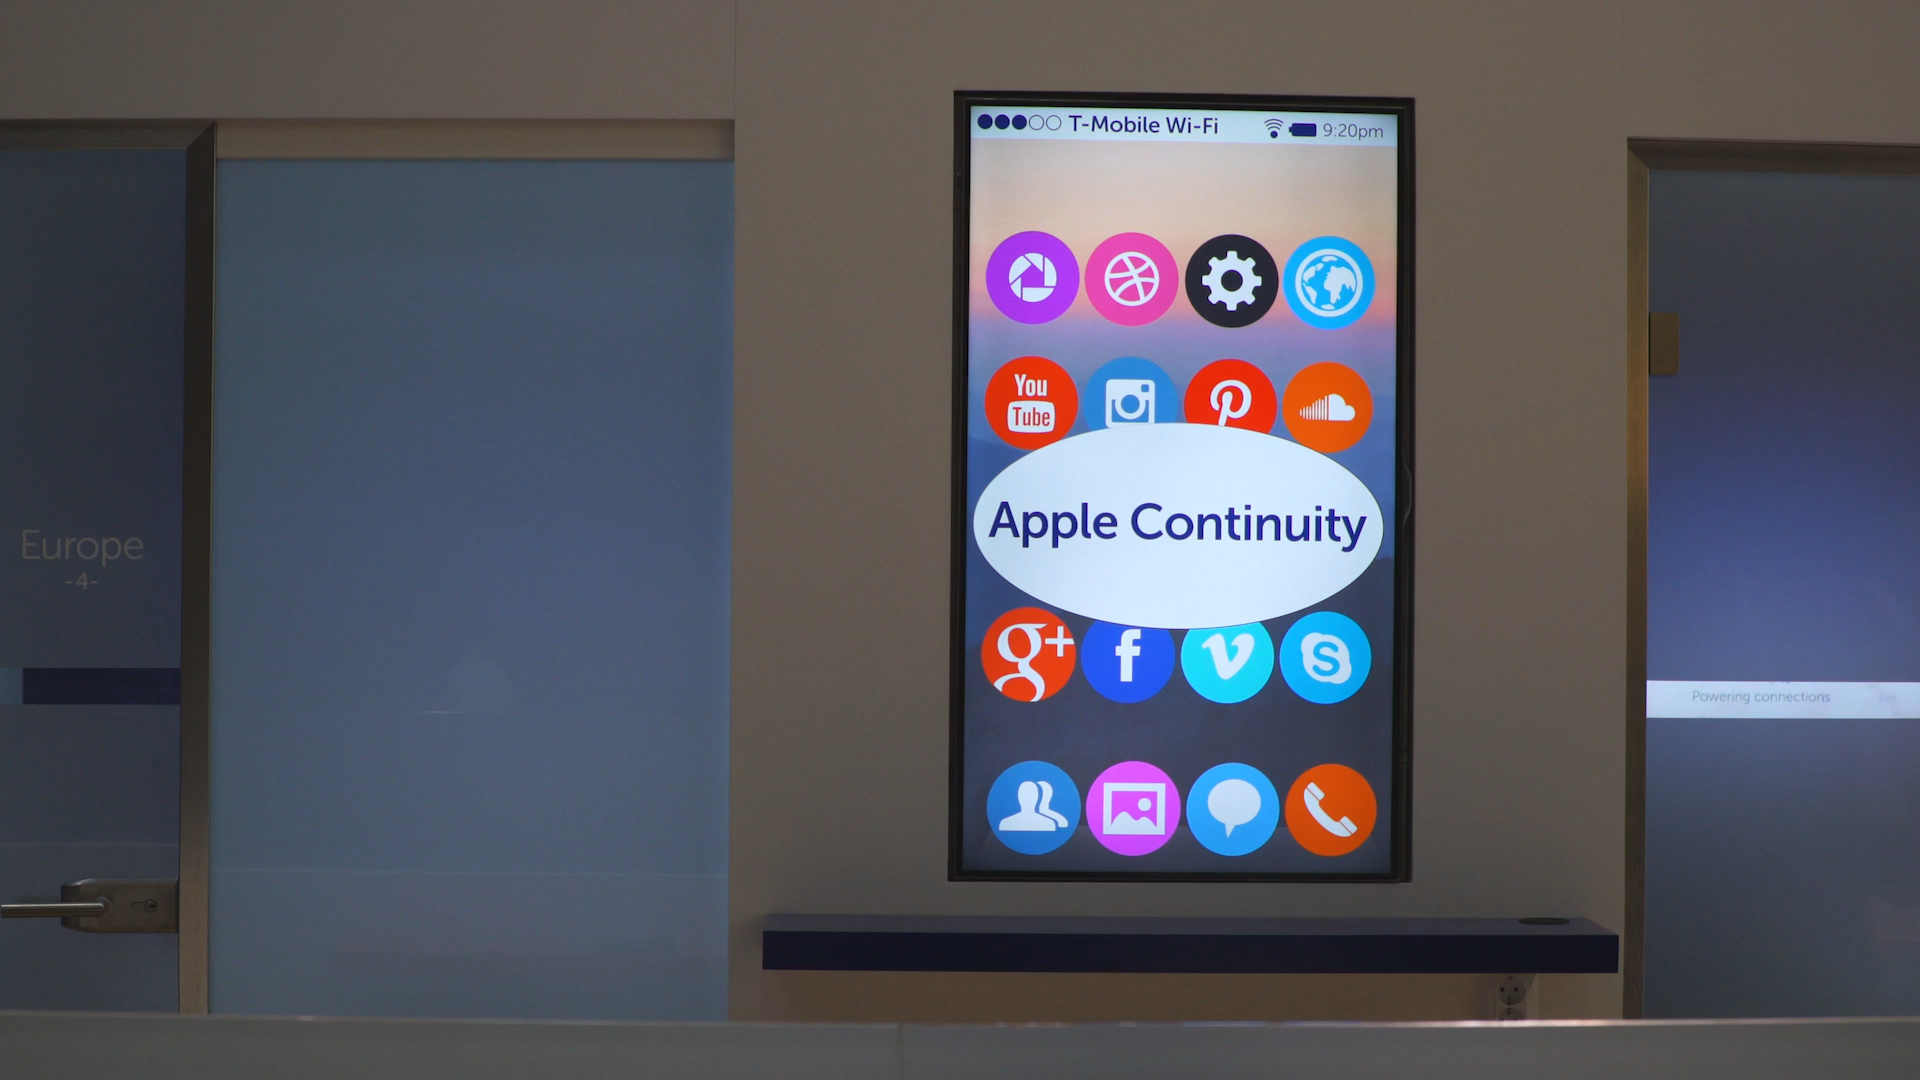 T-Mobile Wi-Fi 9:20pm
You
Tube
Apple Continuity
g+
f
Europe
-4-
Powering connections